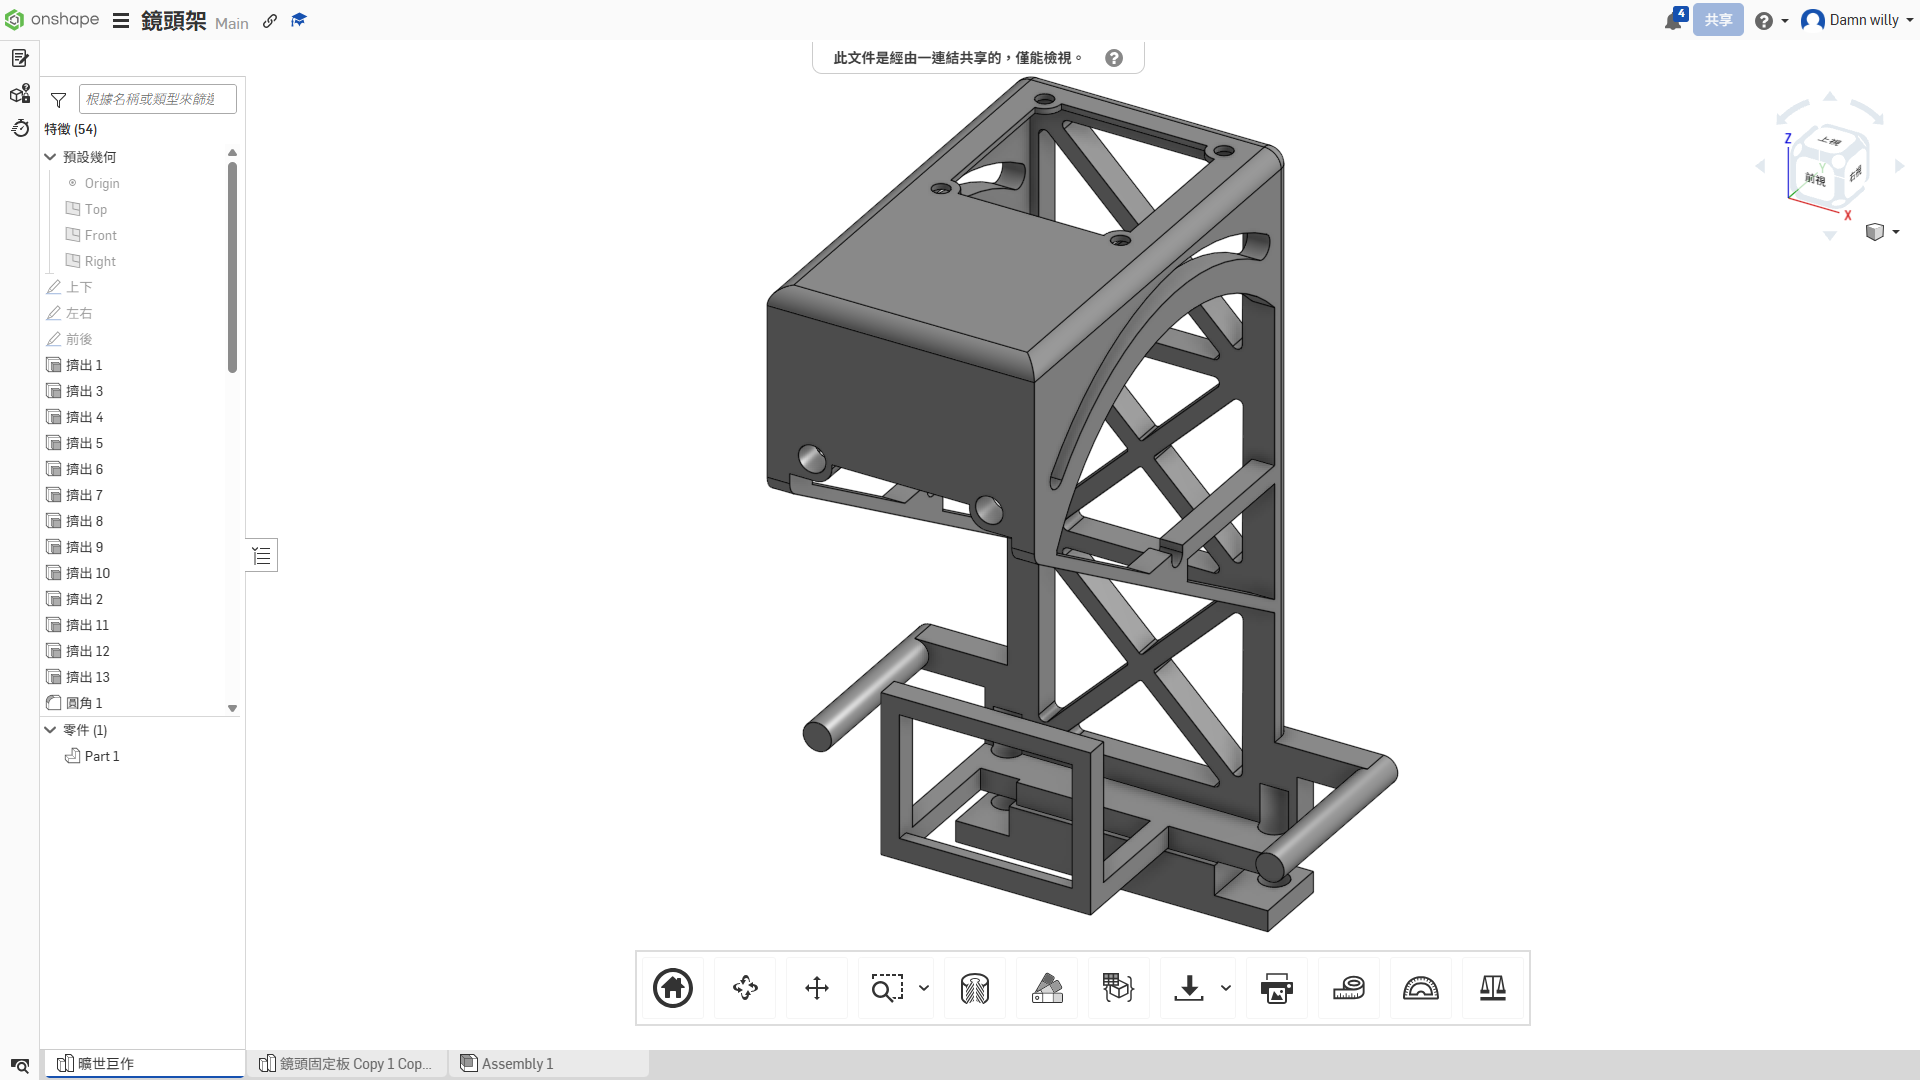 onshape
鏡頭架 Main
4
共享
Damn willy
此文件是經由一連結共享的，僅能檢視。
根據名稱或類型來篩
特徵 (54)
預設幾何
Origin
Top
Front
Right
上下
左右
前後
擠出 1
擠出 3
擠出 4
擠出 5
擠出 6
擠出 7
擠出 8
擠出 9
擠出 10
擠出 2
擠出 11
擠出 12
擠出 13
圓角 1
零件 (1)
Part 1
Z
上視
Y
前視
右視
X
曠世巨作
鏡頭固定板 Copy 1 Cop...
Assembly 1